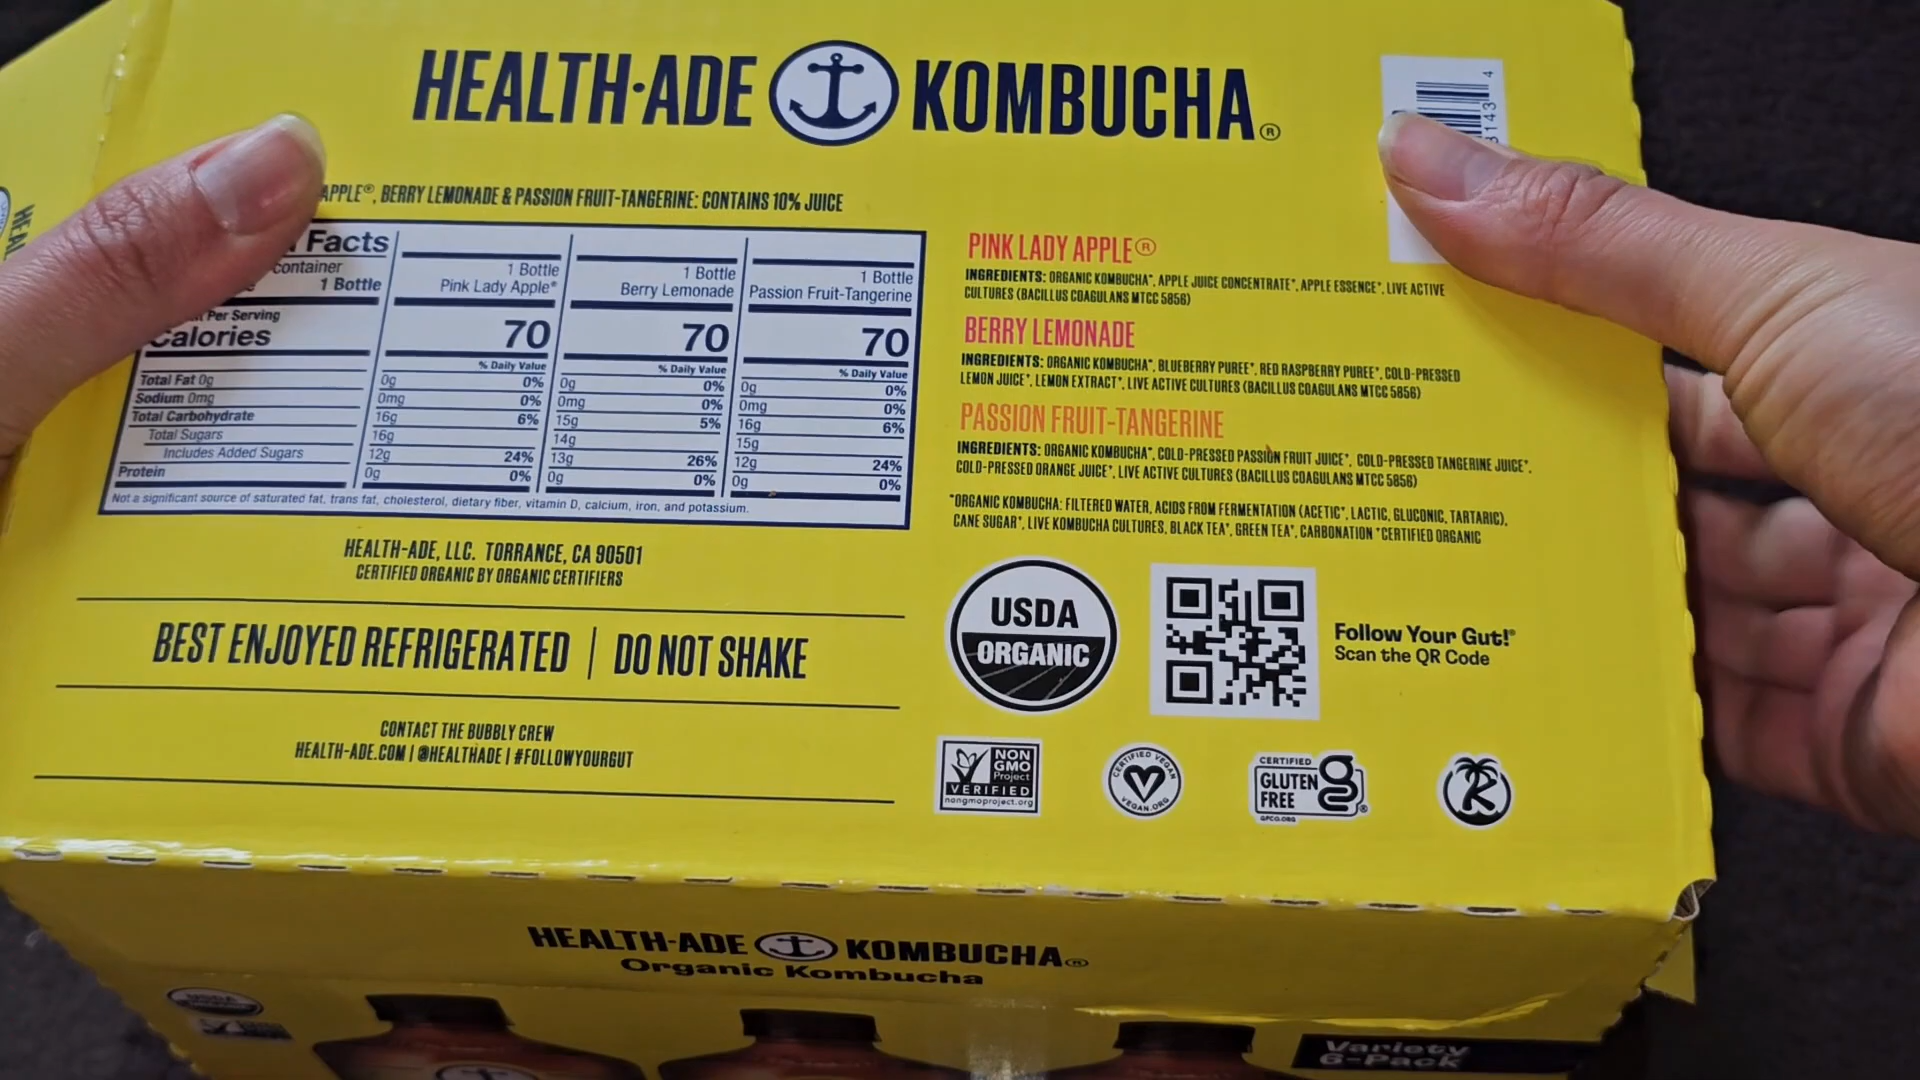 HEALTH·ADE KOMBUCHA®
APPLE®, BERRY LEMONADE & PASSION FRUIT-TANGERINE: CONTAINS 10% JUICE
Facts
container
1 Bottle
Per Serving
Calories
1 Bottle
Pink Lady Apple®
1 Bottle
Berry Lemonade
1 Bottle
Passion Fruit-Tangerine
70 70 70
% Daily Value % Daily Value % Daily Value
Total Fat 0g 0g 0% 0g 0% 0g 0%
Sodium 0mg 0mg 0% 0mg 0% 0mg 0%
Total Carbohydrate 16g 6% 15g 5% 16g 6%
Total Sugars 16g 14g 15g
Includes Added Sugars 12g 24% 13g 26% 12g 24%
Protein 0g 0% 0g 0% 0g 0%
Not a significant source of saturated fat, trans fat, cholesterol, dietary fiber, vitamin D, calcium, iron, and potassium.
HEALTH-ADE, LLC. TORRANCE, CA 90501
CERTIFIED ORGANIC BY ORGANIC CERTIFIERS
BEST ENJOYED REFRIGERATED | DO NOT SHAKE
CONTACT THE BUBBLY CREW
HEALTH-ADE.COM | @HEALTHADE | #FOLLOWYOURGUT
3143 4
PINK LADY APPLE®
INGREDIENTS: ORGANIC KOMBUCHA*, APPLE JUICE CONCENTRATE*, APPLE ESSENCE*, LIVE ACTIVE
CULTURES (BACILLUS COAGULANS MTCC 5856)
BERRY LEMONADE
INGREDIENTS: ORGANIC KOMBUCHA*, BLUEBERRY PUREE*, RED RASPBERRY PUREE*, COLD-PRESSED
LEMON JUICE*, LEMON EXTRACT*, LIVE ACTIVE CULTURES (BACILLUS COAGULANS MTCC 5856)
PASSION FRUIT-TANGERINE
INGREDIENTS: ORGANIC KOMBUCHA*, COLD-PRESSED PASSION FRUIT JUICE*, COLD-PRESSED TANGERINE JUICE*,
COLD-PRESSED ORANGE JUICE*, LIVE ACTIVE CULTURES (BACILLUS COAGULANS MTCC 5856)
*ORGANIC KOMBUCHA: FILTERED WATER, ACIDS FROM FERMENTATION (ACETIC*, LACTIC, GLUCONIC, TARTARIC),
CANE SUGAR*, LIVE KOMBUCHA CULTURES, BLACK TEA*, GREEN TEA*, CARBONATION *CERTIFIED ORGANIC
USDA
ORGANIC
Follow Your Gut!®
Scan the QR Code
NON
GMO
Project
VERIFIED
nongmoproject.org
CERTIFIED VEGAN
VEGAN.ORG
CERTIFIED
GLUTEN
FREE
GFCO.ORG
HEALTH·ADE KOMBUCHA®
Organic Kombucha
Variety
6-Pack